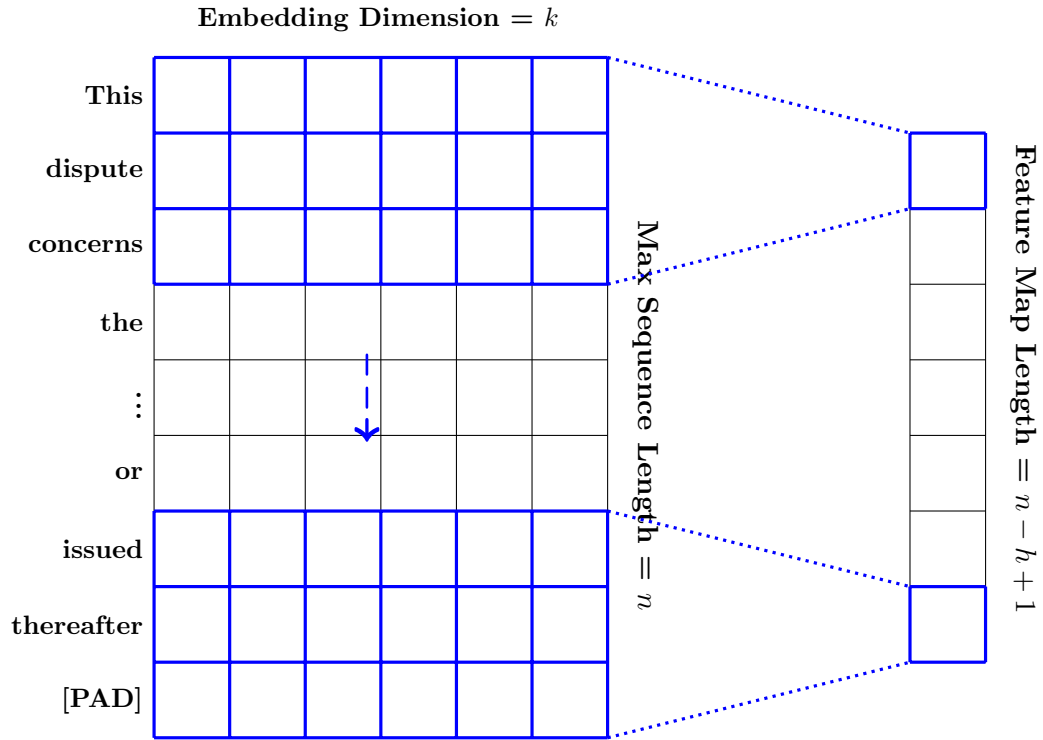 Embedding Dimension = k
This
dispute
concerns
the
⋮
or
issued
thereafter
[PAD]
Max Sequence Length = n
Feature Map Length = n − h + 1